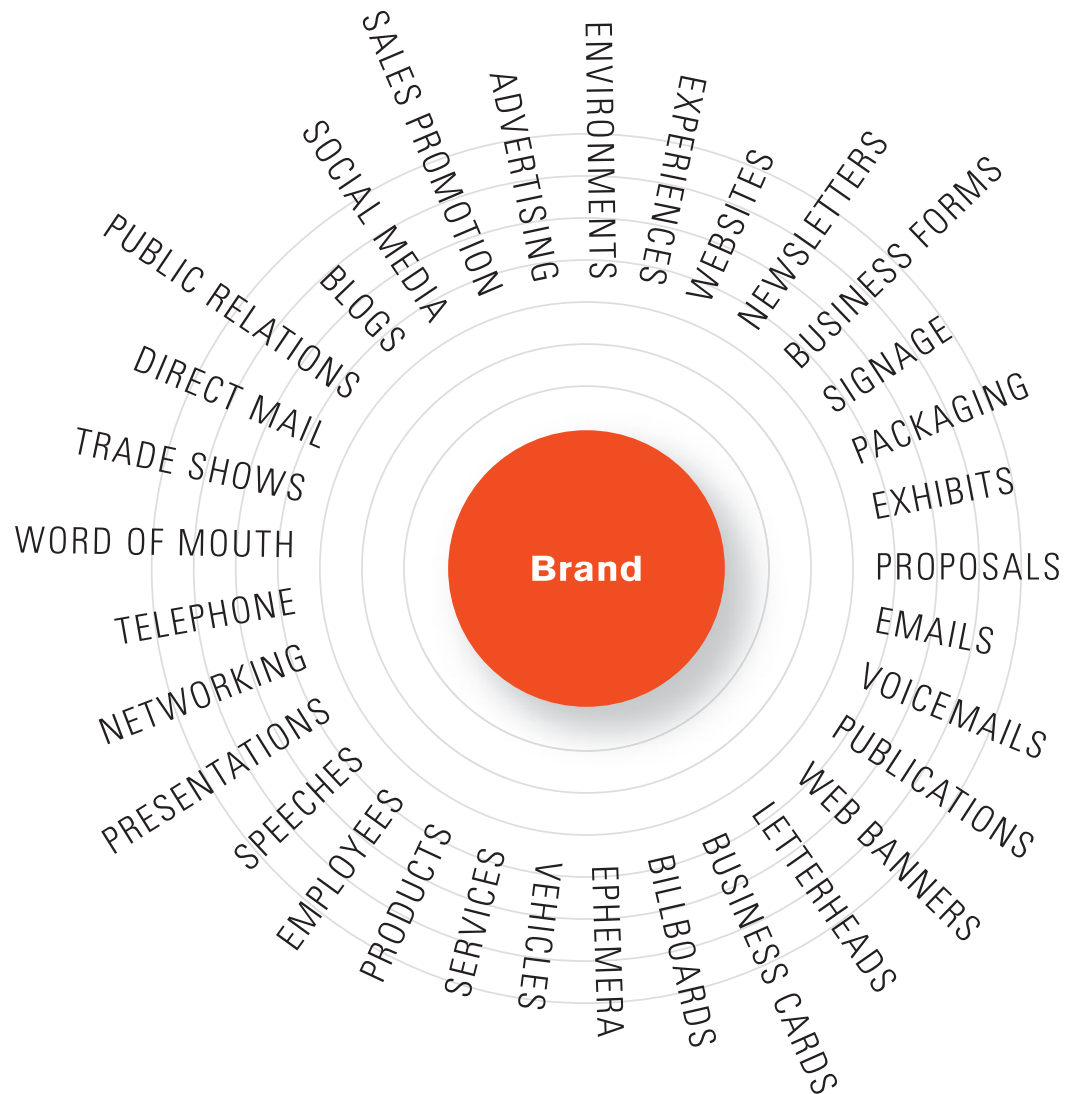 ENVIRONMENTS
EXPERIENCES
WEBSITES
NEWSLETTERS
BUSINESS FORMS
SIGNAGE
PACKAGING
EXHIBITS
PROPOSALS
EMAILS
VOICEMAILS
PUBLICATIONS
WEB BANNERS
LETTERHEADS
BUSINESS CARDS
BILLBOARDS
EPHEMERA
VEHICLES
SERVICES
PRODUCTS
EMPLOYEES
SPEECHES
PRESENTATIONS
NETWORKING
TELEPHONE
WORD OF MOUTH
TRADE SHOWS
DIRECT MAIL
PUBLIC RELATIONS
BLOGS
SOCIAL MEDIA
SALES PROMOTION
ADVERTISING
Brand